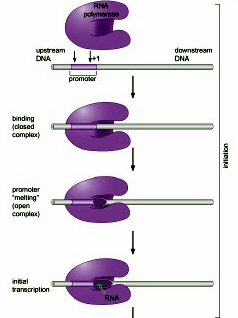 RNA
polymerase
upstream
DNA
downstream
DNA
+1
promoter
binding
(closed
complex)
promoter
"melting"
(open
complex)
initial
transcription
RNA
initiation